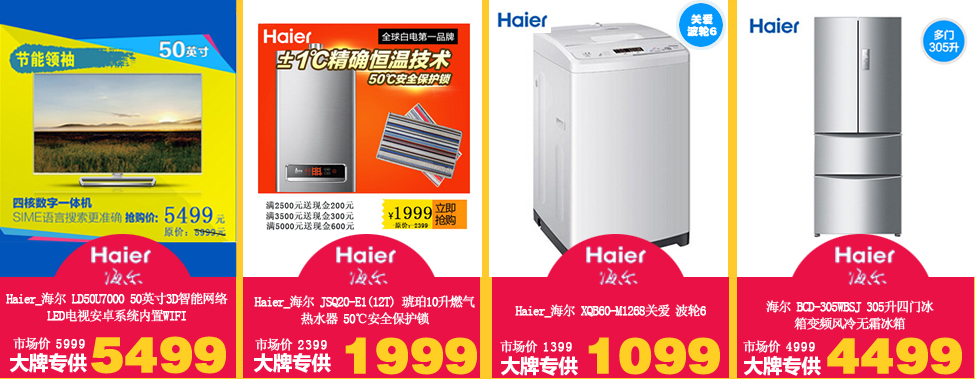 节能领袖
50英寸
四核数字一体机
SIME语言搜索更准确 抢购价: 5499元
原价: 5999元
Haier
海尔
Haier_海尔 LD50U7000 50英寸3D智能网络
LED电视安卓系统内置WIFI
市场价 5999
大牌专供 5499
Haier
全球白电第一品牌
±1℃精确恒温技术
50℃安全保护锁
满2500元送现金200元
满3500元送现金300元
满5000元送现金600元
¥1999 立即抢购
原价: 2399
Haier
海尔
Haier_海尔 JSQ20-E1(12T) 琥珀10升燃气
热水器 50℃安全保护锁
市场价 2399
大牌专供 1999
Haier
关爱
波轮6
Haier
海尔
Haier_海尔 XQB60-M1268关爱 波轮6
市场价 1399
大牌专供 1099
Haier
多门
305升
Haier
海尔
海尔 BCD-305WBSJ 305升四门冰
箱变频风冷无霜冰箱
市场价 4999
大牌专供 4499